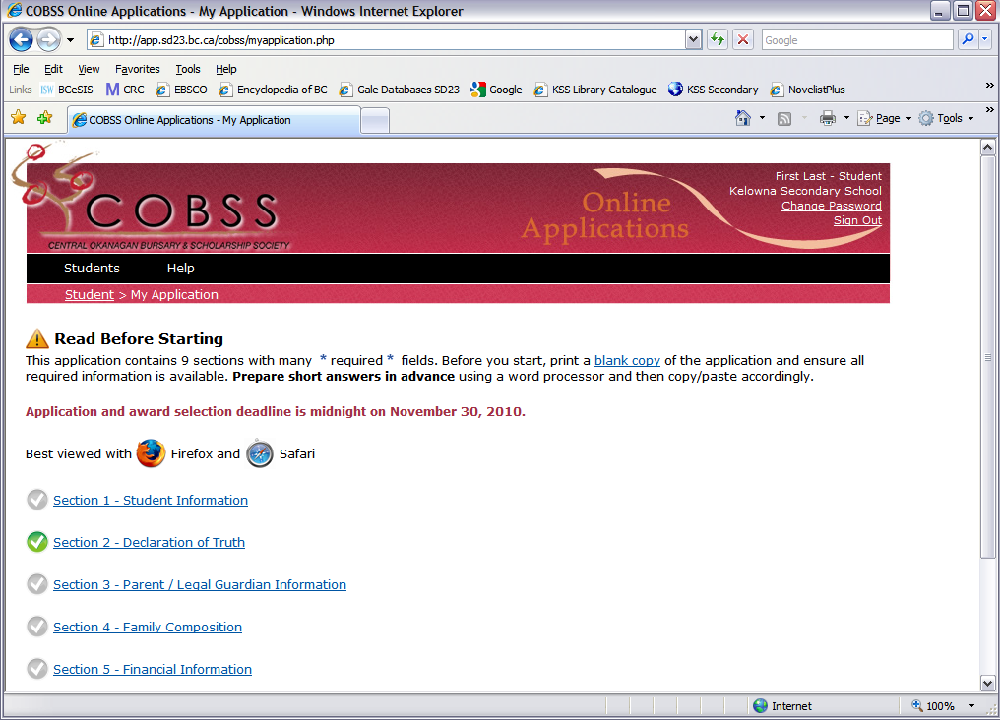 COBSS Online Applications - My Application - Windows Internet Explorer
http://app.sd23.bc.ca/cobss/myapplication.php
Google
File Edit View Favorites Tools Help
Links ISW BCeSIS M CRC EBSCO Encyclopedia of BC Gale Databases SD23 Google KSS Library Catalogue KSS Secondary NovelistPlus »
COBSS Online Applications - My Application
Page Tools »
COBSS
CENTRAL OKANAGAN BURSARY & SCHOLARSHIP SOCIETY
Online
Applications
First Last - Student
Kelowna Secondary School
Change Password
Sign Out
Students Help
Student > My Application
Read Before Starting
This application contains 9 sections with many * required * fields. Before you start, print a blank copy of the application and ensure all
required information is available. Prepare short answers in advance using a word processor and then copy/paste accordingly.
Application and award selection deadline is midnight on November 30, 2010.
Best viewed with Firefox and Safari
Section 1 - Student Information
Section 2 - Declaration of Truth
Section 3 - Parent / Legal Guardian Information
Section 4 - Family Composition
Section 5 - Financial Information
Internet
100%